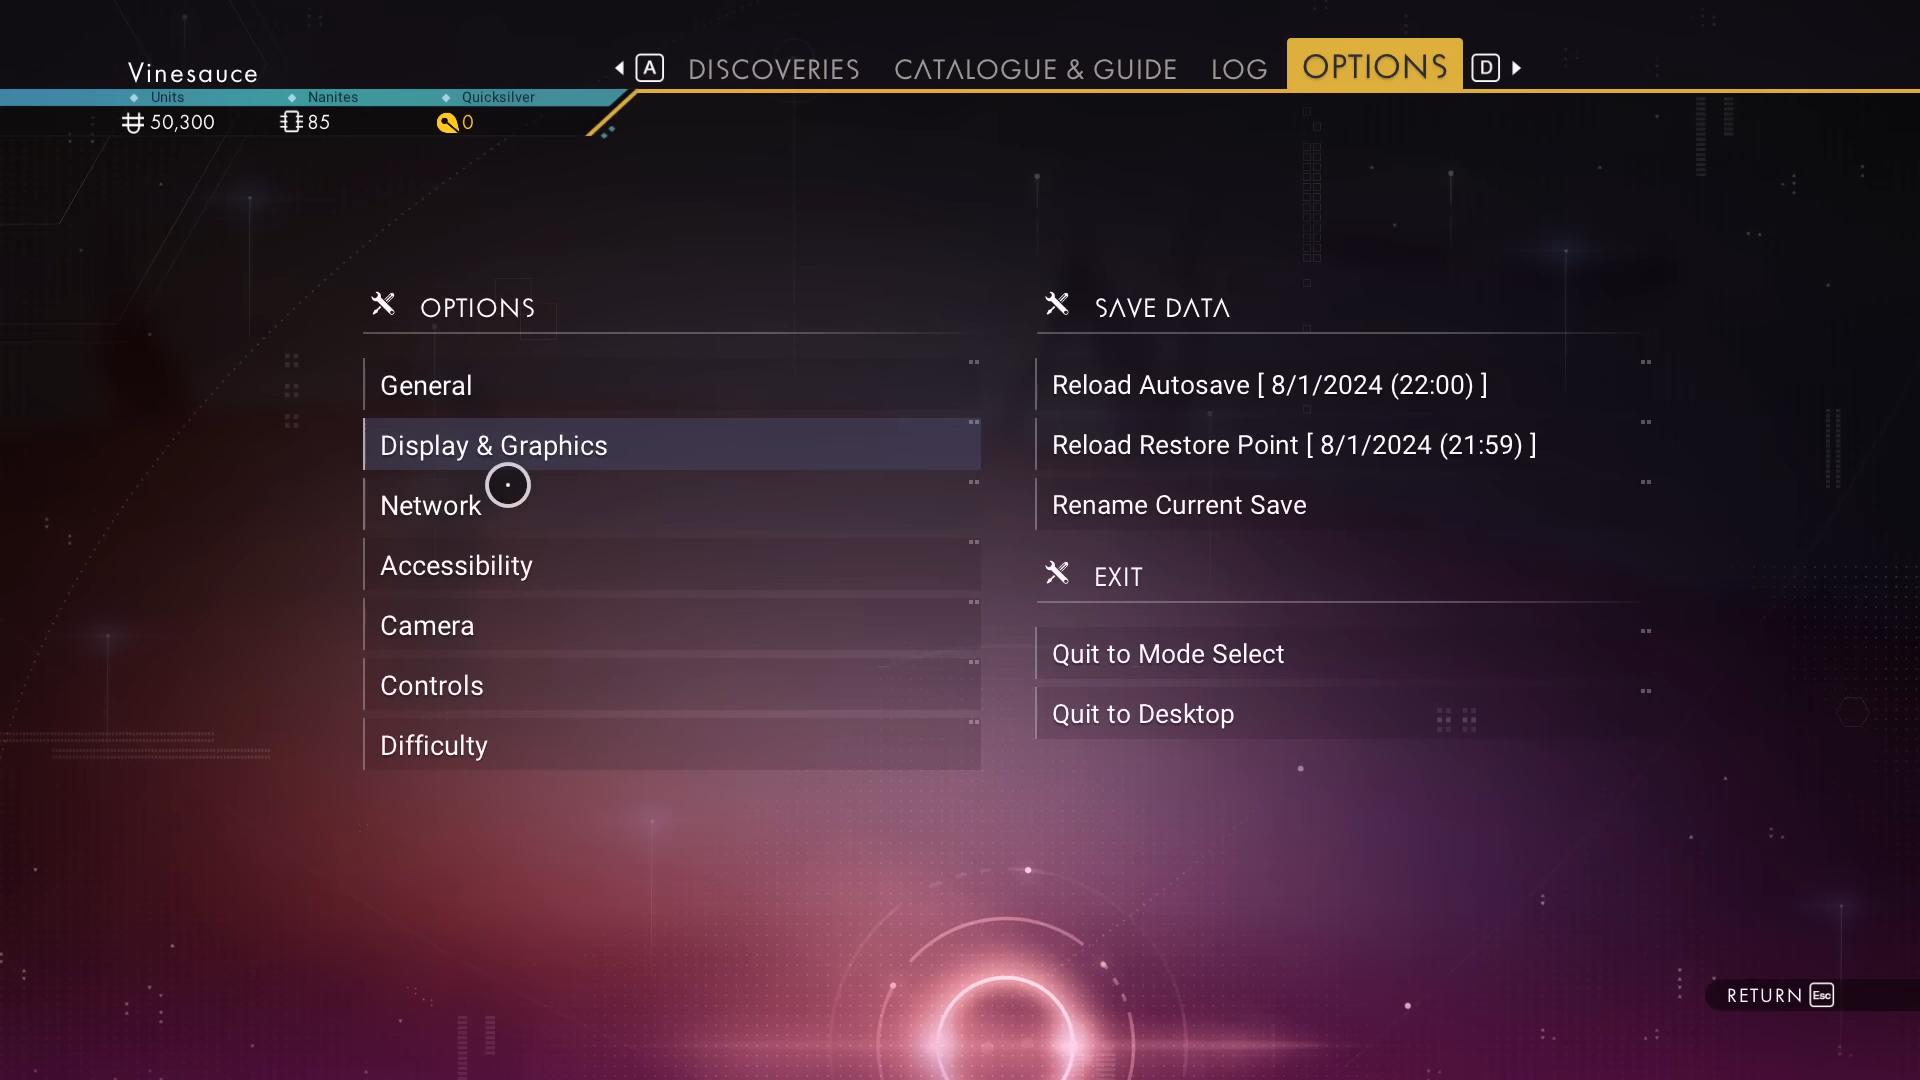 Vinesauce
A DISCOVERIES CATALOGUE & GUIDE LOG OPTIONS D
Units Nanites Quicksilver
50,300 85 0
OPTIONS
General
Display & Graphics
Network
Accessibility
Camera
Controls
Difficulty
SAVE DATA
Reload Autosave [ 8/1/2024 (22:00) ]
Reload Restore Point [ 8/1/2024 (21:59) ]
Rename Current Save
EXIT
Quit to Mode Select
Quit to Desktop
RETURN Esc